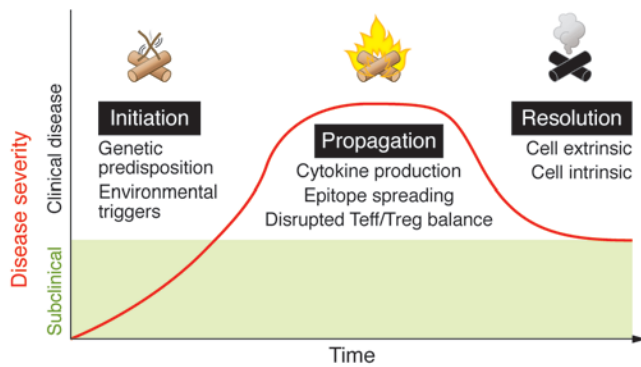 Disease severity
Clinical disease
Subclinical
Initiation
Genetic
predisposition
Environmental
triggers
Propagation
Cytokine production
Epitope spreading
Disrupted Teff/Treg balance
Resolution
Cell extrinsic
Cell intrinsic
Time